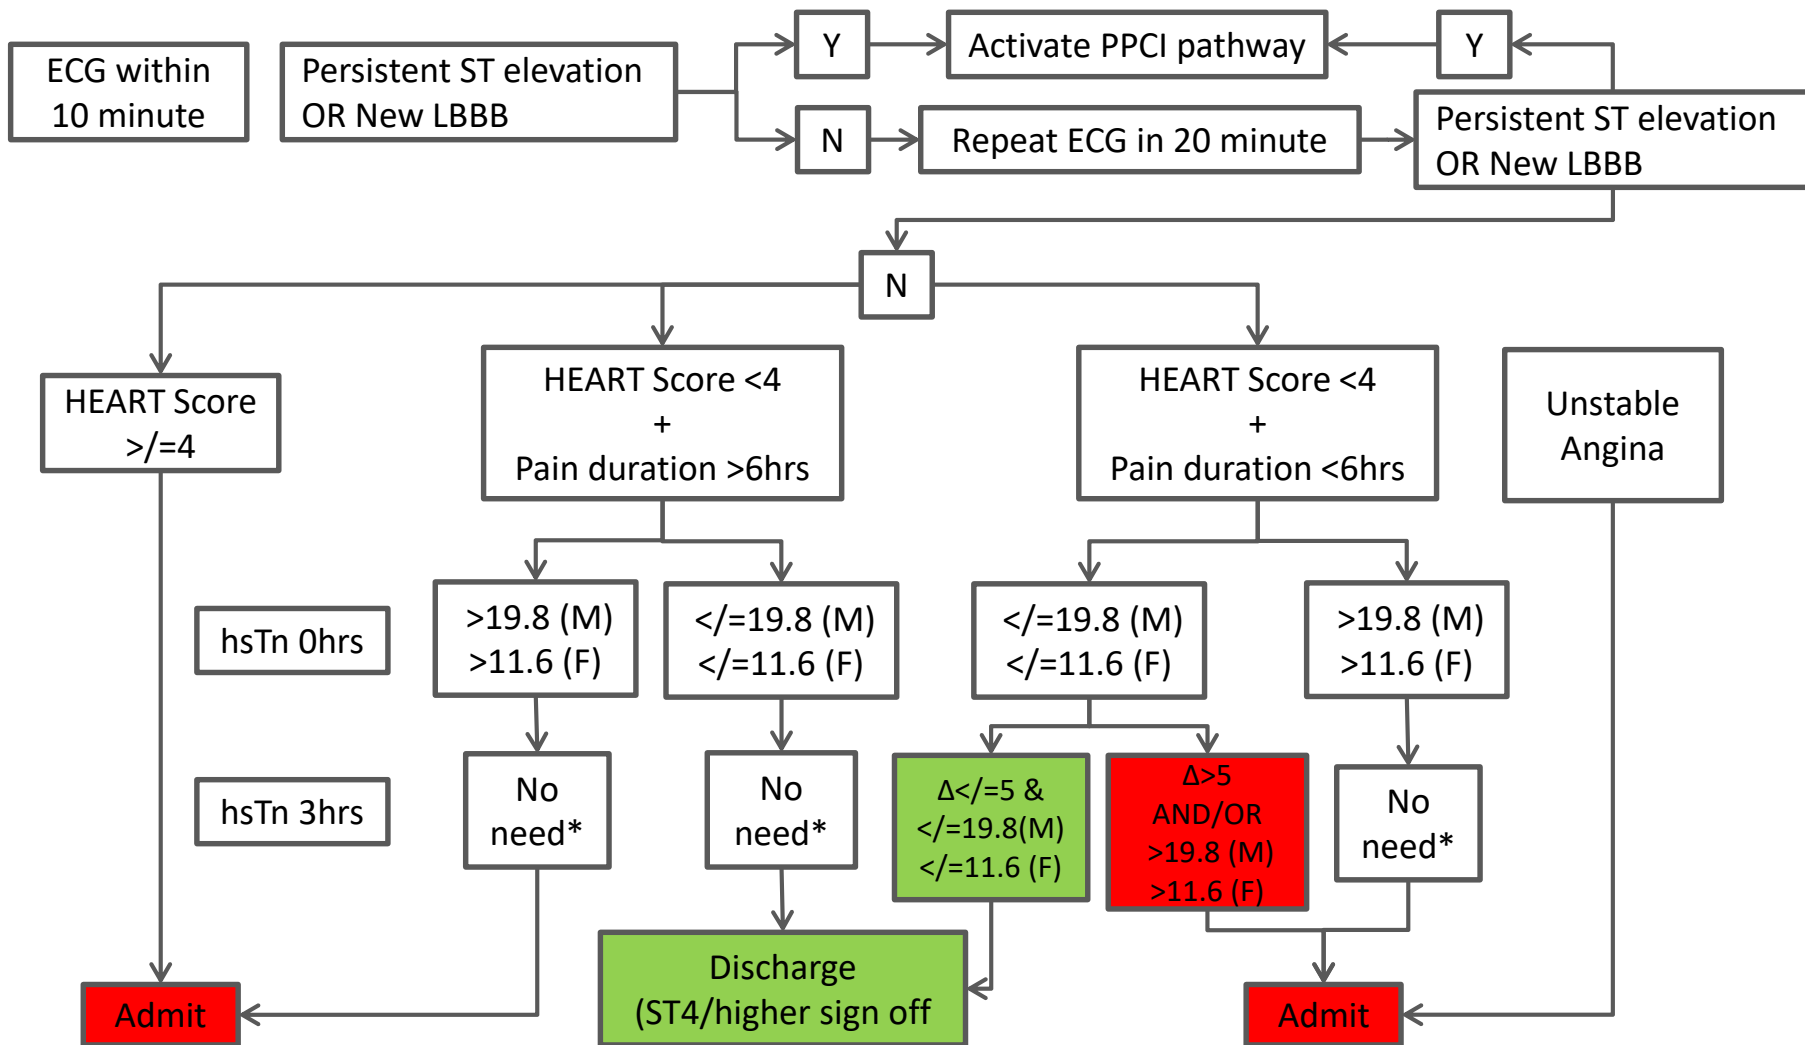 ECG within
10 minute
Persistent ST elevation
OR New LBBB
Y
Activate PPCI pathway
Y
N
Repeat ECG in 20 minute
Persistent ST elevation
OR New LBBB
N
HEART Score
>/=4
HEART Score <4
+
Pain duration >6hrs
HEART Score <4
+
Pain duration <6hrs
Unstable
Angina
hsTn 0hrs
>19.8 (M)
>11.6 (F)
</=19.8 (M)
</=11.6 (F)
</=19.8 (M)
</=11.6 (F)
>19.8 (M)
>11.6 (F)
hsTn 3hrs
No
need*
No
need*
Δ</=5 &
</=19.8(M)
</=11.6 (F)
Δ>5
AND/OR
>19.8 (M)
>11.6 (F)
No
need*
Admit
Discharge
(ST4/higher sign off
Admit